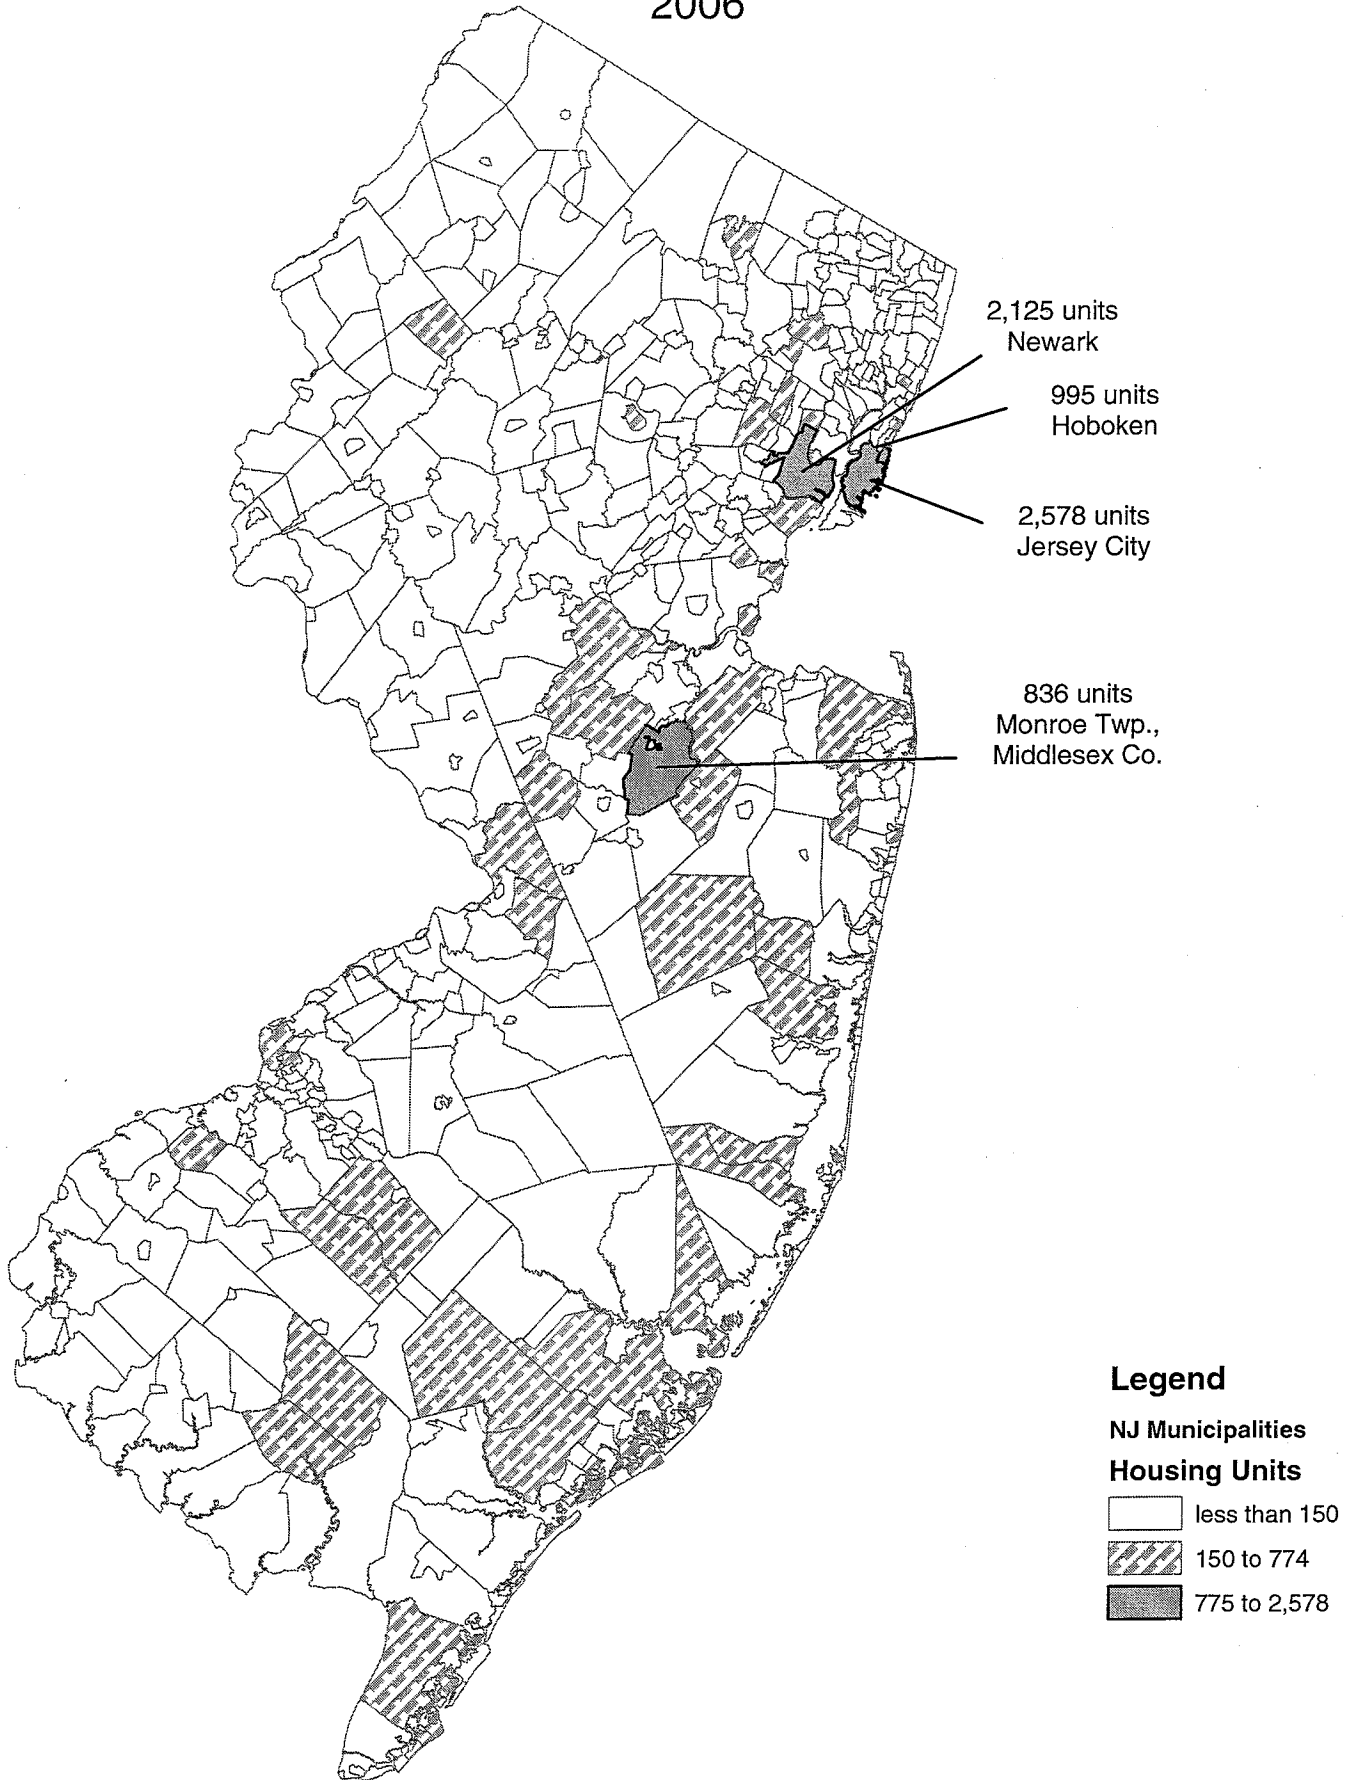 2006
2,125 units
Newark
995 units
Hoboken
2,578 units
Jersey City
836 units
Monroe Twp.,
Middlesex Co.
Legend
NJ Municipalities
Housing Units
less than 150
150 to 774
775 to 2,578